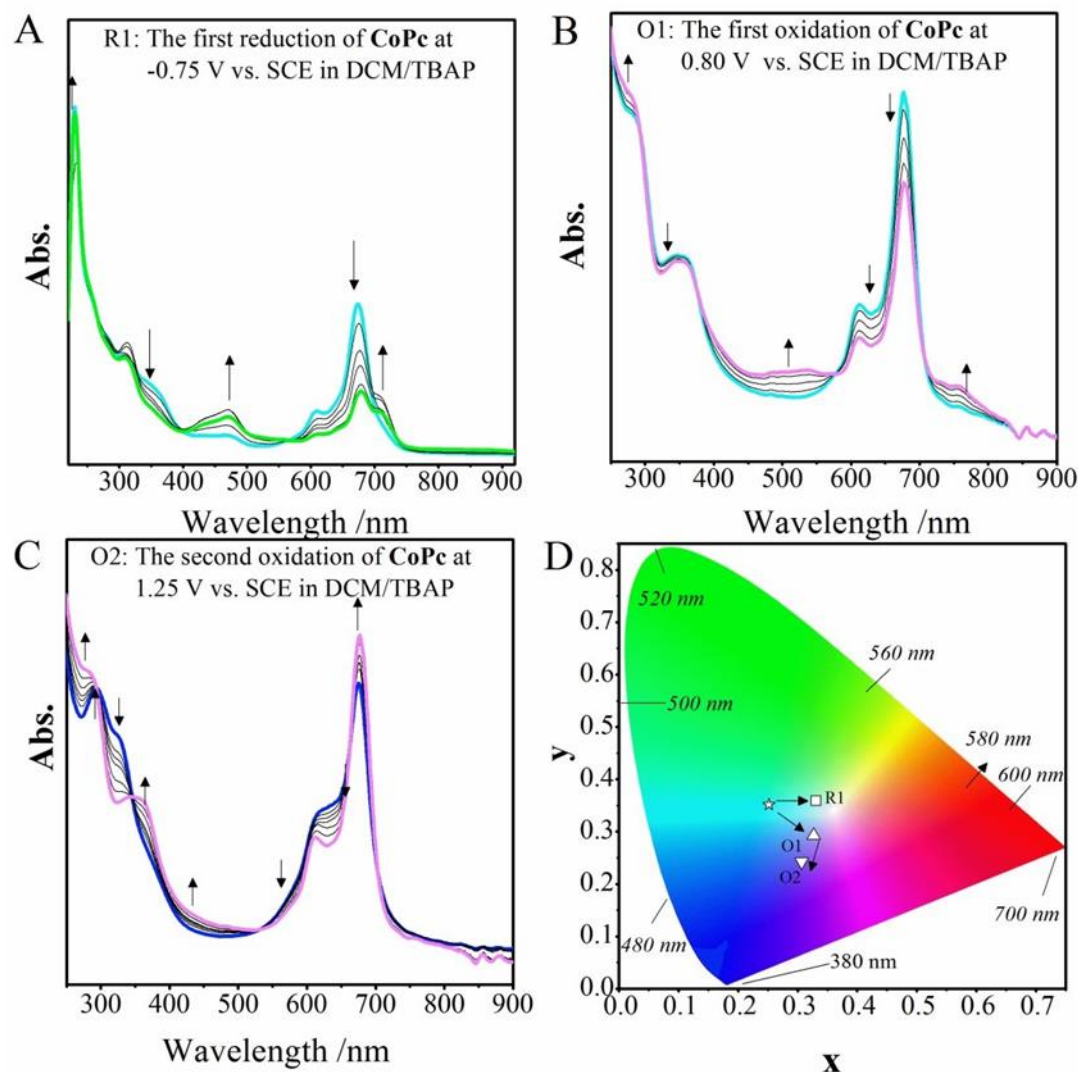 A
R1: The first reduction of CoPc at
-0.75 V vs. SCE in DCM/TBAP
Abs.
300 400 500 600 700 800 900
Wavelength /nm
B
O1: The first oxidation of CoPc at
0.80 V vs. SCE in DCM/TBAP
Abs.
300 400 500 600 700 800 900
Wavelength /nm
C
O2: The second oxidation of CoPc at
1.25 V vs. SCE in DCM/TBAP
Abs.
300 400 500 600 700 800 900
Wavelength /nm
D
0.8
0.7
0.6
0.5
0.4
0.3
0.2
0.1
0.0
y
520 nm
560 nm
500 nm
580 nm
600 nm
R1
O1
O2
700 nm
480 nm
380 nm
0.0 0.1 0.2 0.3 0.4 0.5 0.6 0.7
x